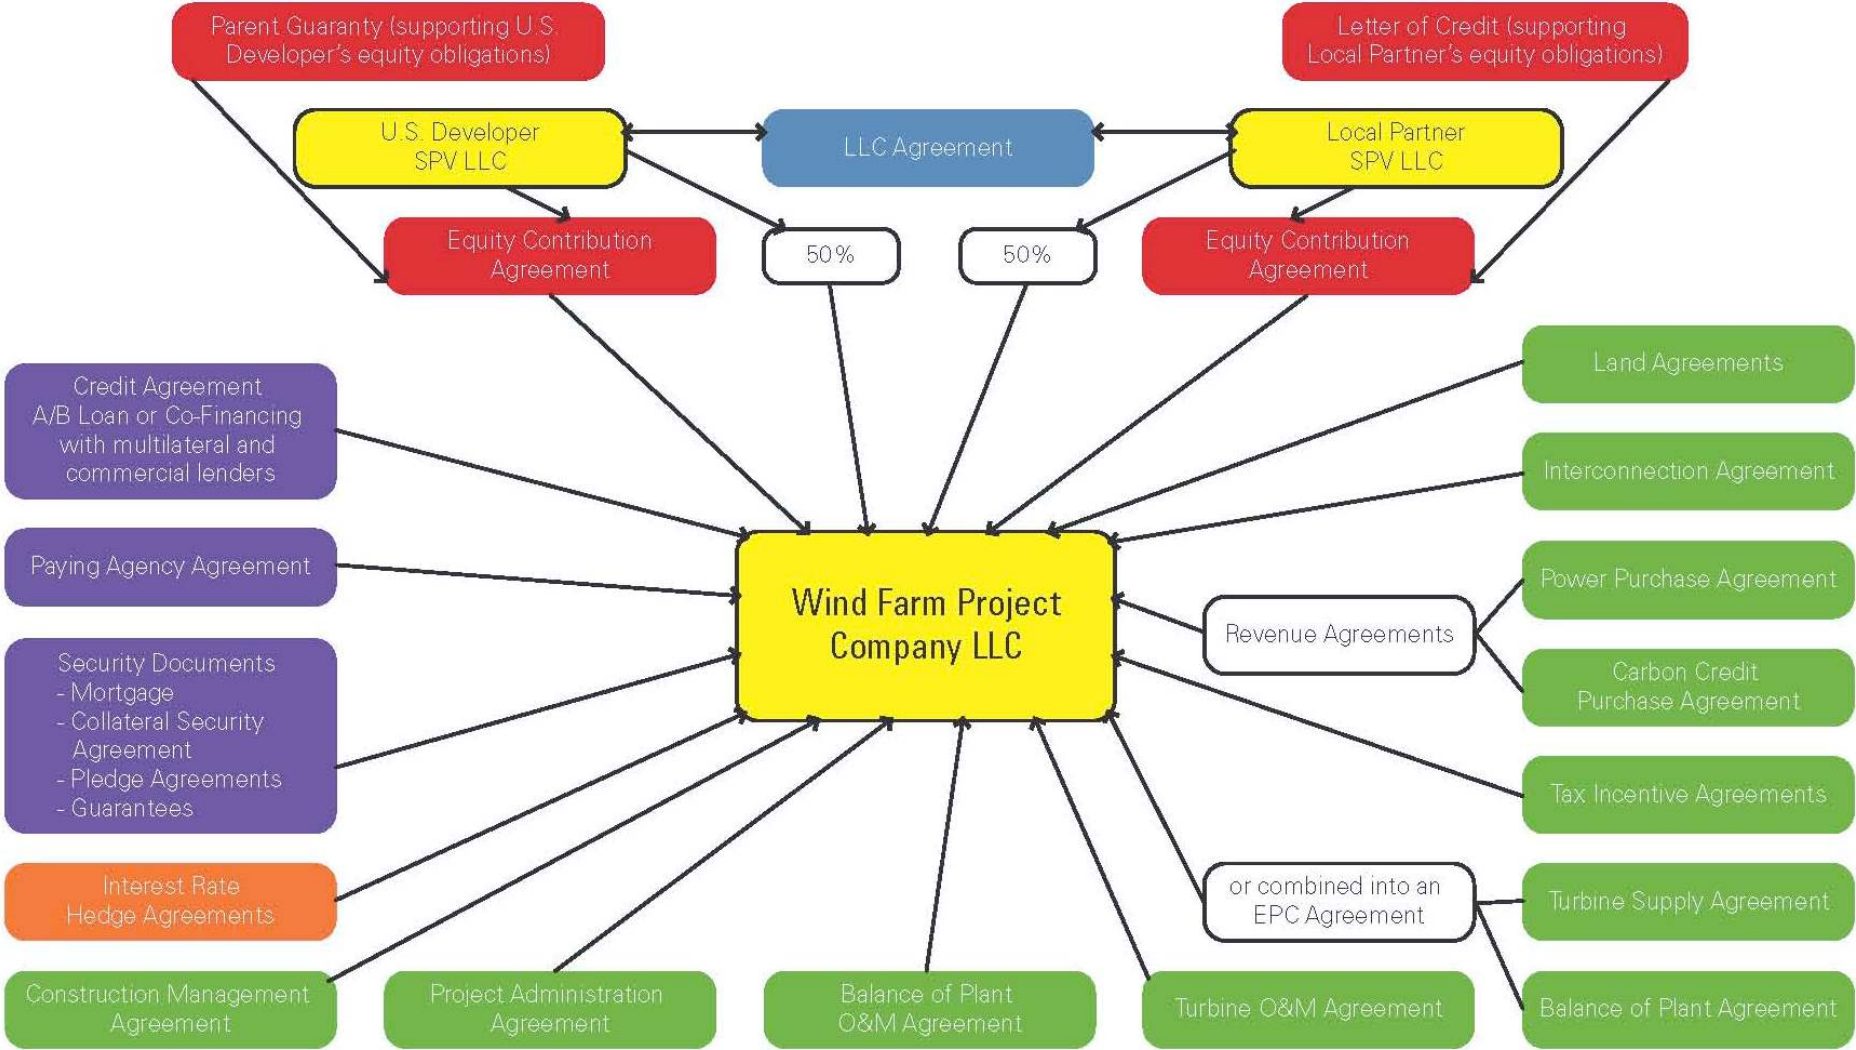 Parent Guaranty (supporting U.S.
Developer's equity obligations)
Letter of Credit (supporting
Local Partner's equity obligations)
U.S. Developer
SPV LLC
LLC Agreement
Local Partner
SPV LLC
Equity Contribution
Agreement
50%
50%
Equity Contribution
Agreement
Credit Agreement
A/B Loan or Co-Financing
with multilateral and
commercial lenders
Paying Agency Agreement
Security Documents
- Mortgage
- Collateral Security
Agreement
- Pledge Agreements
- Guarantees
Interest Rate
Hedge Agreements
Wind Farm Project
Company LLC
Land Agreements
Interconnection Agreement
Power Purchase Agreement
Revenue Agreements
Carbon Credit
Purchase Agreement
Tax Incentive Agreements
or combined into an
EPC Agreement
Turbine Supply Agreement
Construction Management
Agreement
Project Administration
Agreement
Balance of Plant
O&M Agreement
Turbine O&M Agreement
Balance of Plant Agreement